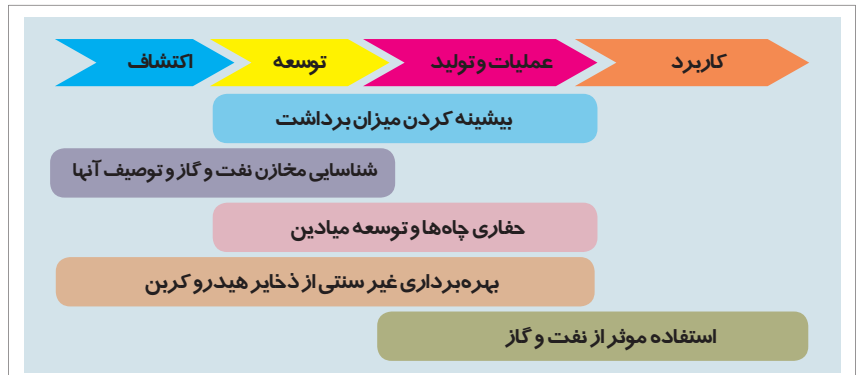 اکتشاف
توسعه
عملیات و تولید
کاربرد
بیشینه کردن میزان برداشت
شناسایی مخازن نفت و گاز و توصیف آنها
حفاری چاه‌ها و توسعه میادین
بهره‌برداری غیر سنتی از ذخایر هیدروکربن
استفاده موثر از نفت و گاز